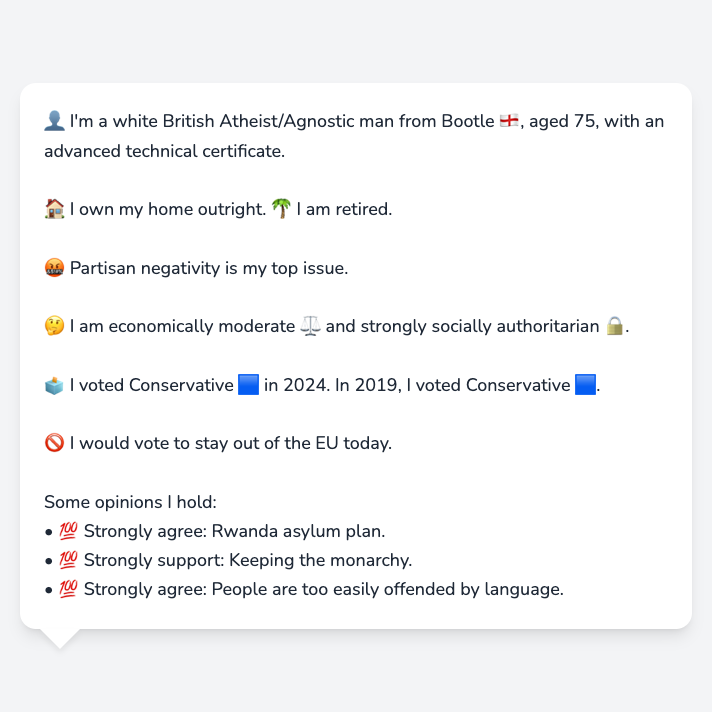 👤 I'm a white British Atheist/Agnostic man from Bootle 🏴󠁧󠁢󠁥󠁮󠁧󠁿, aged 75, with an
advanced technical certificate.
🏠 I own my home outright. 🌴 I am retired.
🤬 Partisan negativity is my top issue.
🤔 I am economically moderate ⚖️ and strongly socially authoritarian 🔒.
🗳️ I voted Conservative 🟦 in 2024. In 2019, I voted Conservative 🟦.
🚫 I would vote to stay out of the EU today.
Some opinions I hold:
• 💯 Strongly agree: Rwanda asylum plan.
• 💯 Strongly support: Keeping the monarchy.
• 💯 Strongly agree: People are too easily offended by language.